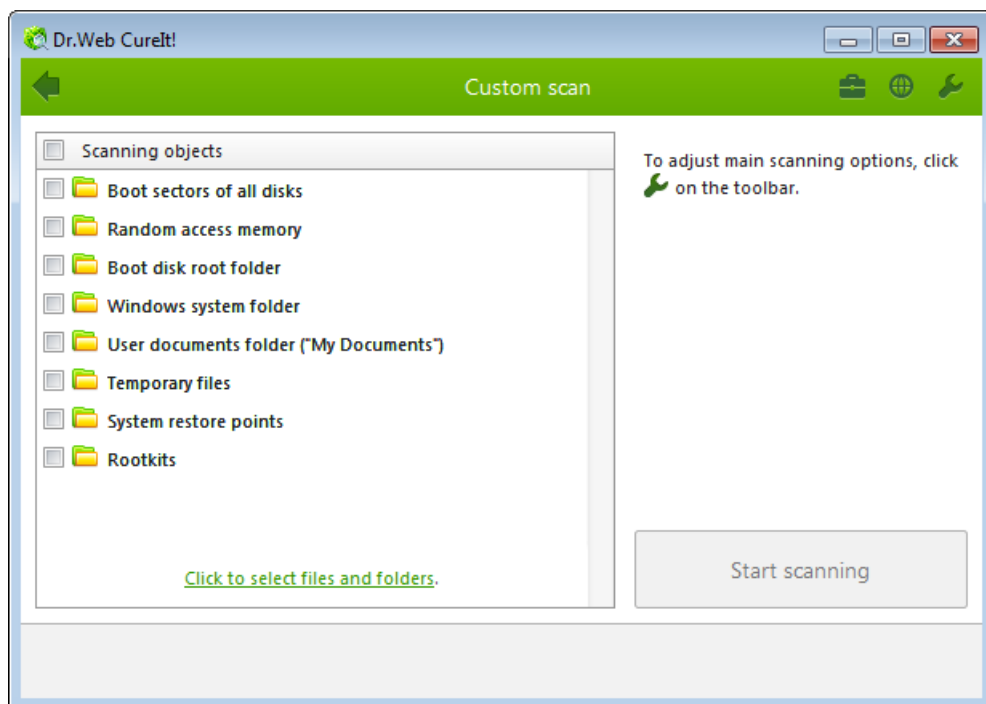 Dr.Web CureIt!
Custom scan
Scanning objects
Boot sectors of all disks
Random access memory
Boot disk root folder
Windows system folder
User documents folder ("My Documents")
Temporary files
System restore points
Rootkits
Click to select files and folders.
To adjust main scanning options, click
on the toolbar.
Start scanning